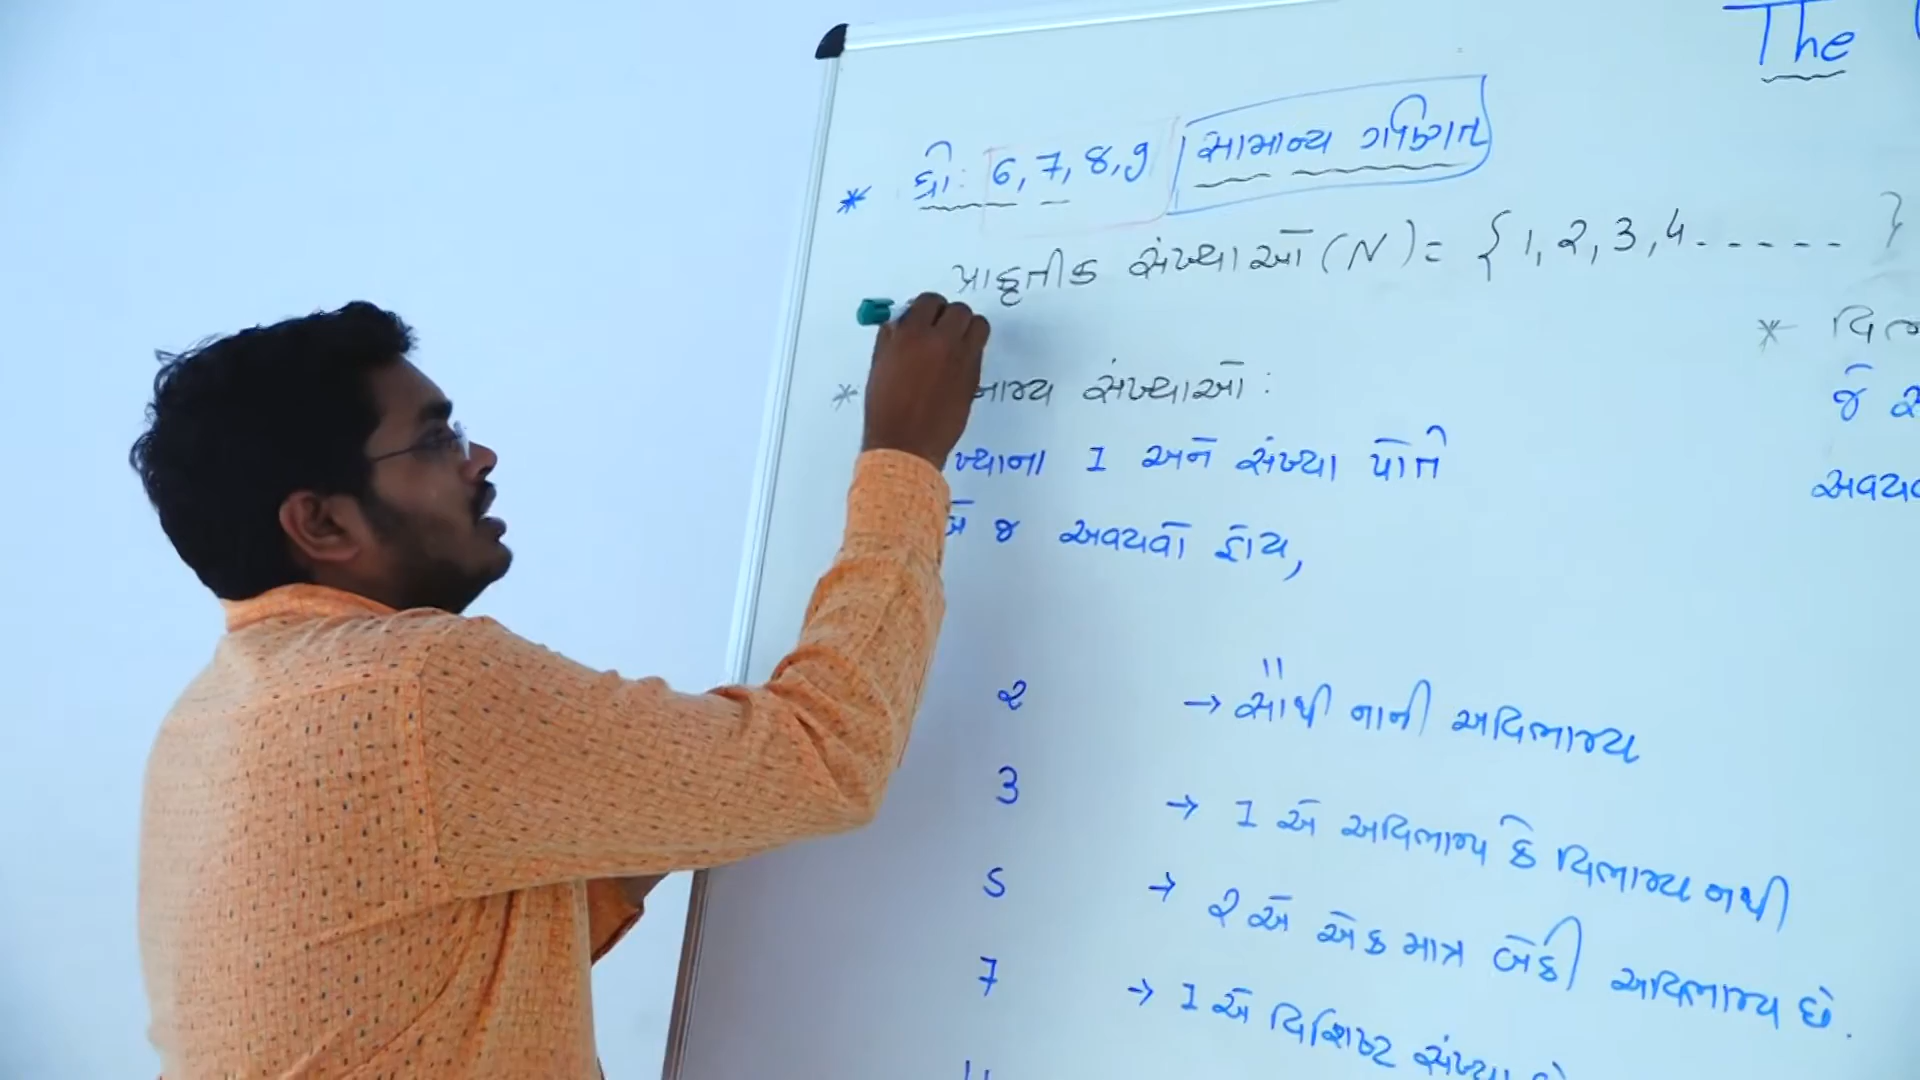 The
* ધો: 6, 7, 8, 9 સામાન્ય ગણિત
પ્રાકૃતીક સંખ્યાઓ (N) = { 1, 2, 3, 4. - - - - - }
* સંખ્યાઓ :
1 અને સંખ્યા પોતે
જ અવયવો હોય,
*
જે
2
3
5
7
→ સૌથી નાની અવિભાજ્ય
→ 1 એ અવિભાજ્ય કે વિભાજ્ય નથી
→ 2 એ એક માત્ર બેકી અવિભાજ્ય છે.
→ 1 એ વિશિષ્ટ સંખ્યા